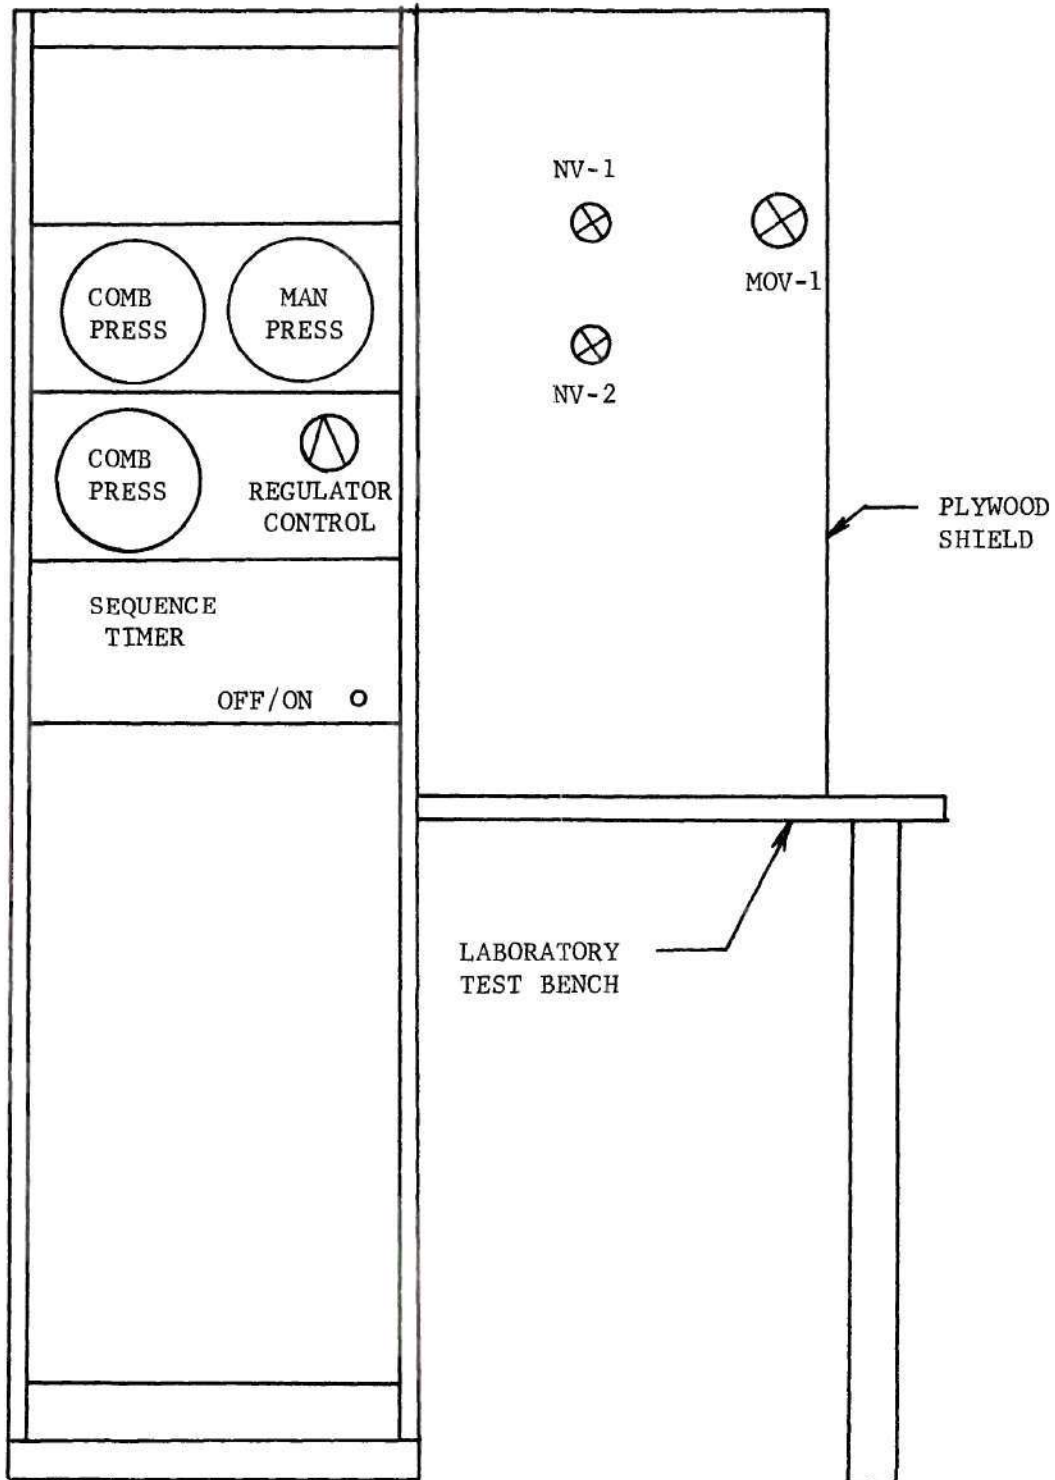 NV-1
MOV-1
COMB
PRESS
MAN
PRESS
NV-2
COMB
PRESS
REGULATOR
CONTROL
PLYWOOD
SHIELD
SEQUENCE
TIMER
OFF/ON
LABORATORY
TEST BENCH